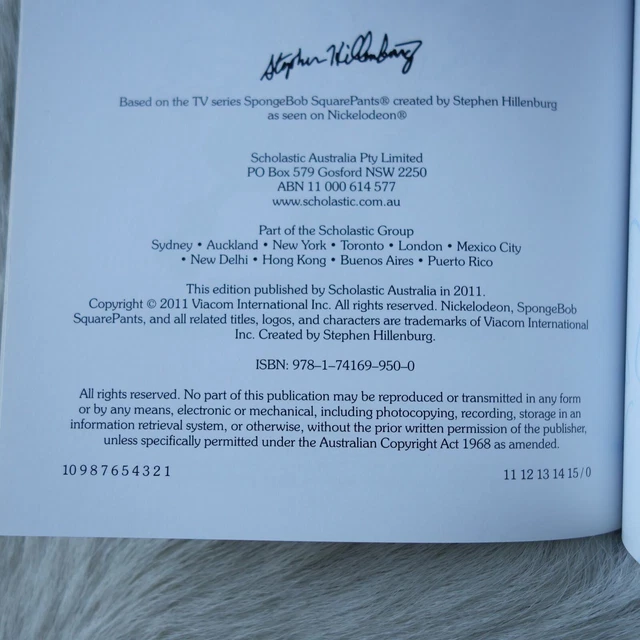 Stephen Hillenburg
Based on the TV series SpongeBob SquarePants® created by Stephen Hillenburg
as seen on Nickelodeon®
Scholastic Australia Pty Limited
PO Box 579 Gosford NSW 2250
ABN 11 000 614 577
www.scholastic.com.au
Part of the Scholastic Group
Sydney • Auckland • New York • Toronto • London • Mexico City
• New Delhi • Hong Kong • Buenos Aires • Puerto Rico
This edition published by Scholastic Australia in 2011.
Copyright © 2011 Viacom International Inc. All rights reserved. Nickelodeon, SpongeBob
SquarePants, and all related titles, logos, and characters are trademarks of Viacom International
Inc. Created by Stephen Hillenburg.
ISBN: 978–1–74169–950–0
All rights reserved. No part of this publication may be reproduced or transmitted in any form
or by any means, electronic or mechanical, including photocopying, recording, storage in an
information retrieval system, or otherwise, without the prior written permission of the publisher,
unless specifically permitted under the Australian Copyright Act 1968 as amended.
10 9 8 7 6 5 4 3 2 1 11 12 13 14 15 / 0